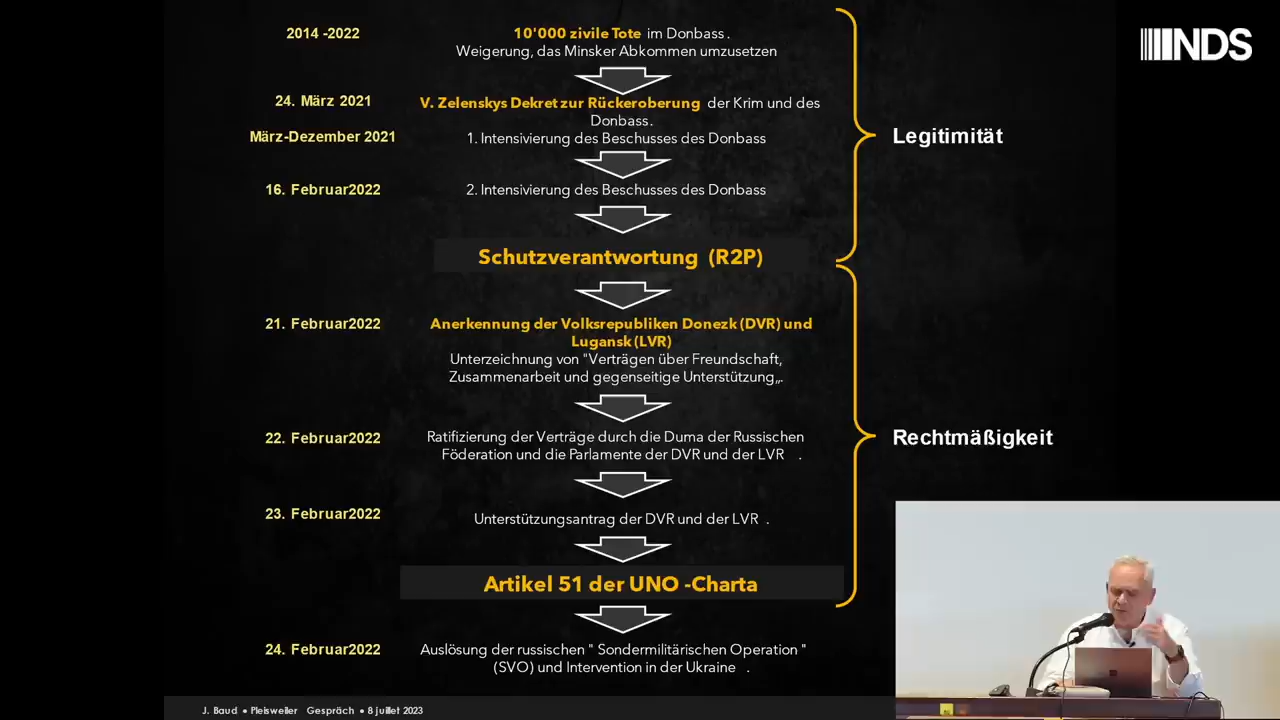 NDS
2014 -2022
10'000 zivile Tote im Donbass .
Weigerung, das Minsker Abkommen umzusetzen
24. März 2021
V. Zelenskys Dekret zur Rückeroberung der Krim und des
Donbass.
März-Dezember 2021
1. Intensivierung des Beschusses des Donbass
Legitimität
16. Februar2022
2. Intensivierung des Beschusses des Donbass
Schutzverantwortung (R2P)
21. Februar2022
Anerkennung der Volksrepubliken Donezk (DVR) und
Lugansk (LVR)
Unterzeichnung von "Verträgen über Freundschaft,
Zusammenarbeit und gegenseitige Unterstützung„.
22. Februar2022
Ratifizierung der Verträge durch die Duma der Russischen
Föderation und die Parlamente der DVR und der LVR .
Rechtmäßigkeit
23. Februar2022
Unterstützungsantrag der DVR und der LVR .
Artikel 51 der UNO -Charta
24. Februar2022
Auslösung der russischen " Sondermilitärischen Operation "
(SVO) und Intervention in der Ukraine .
J. Baud • Pleisweiler Gespräch • 8 juillet 2023